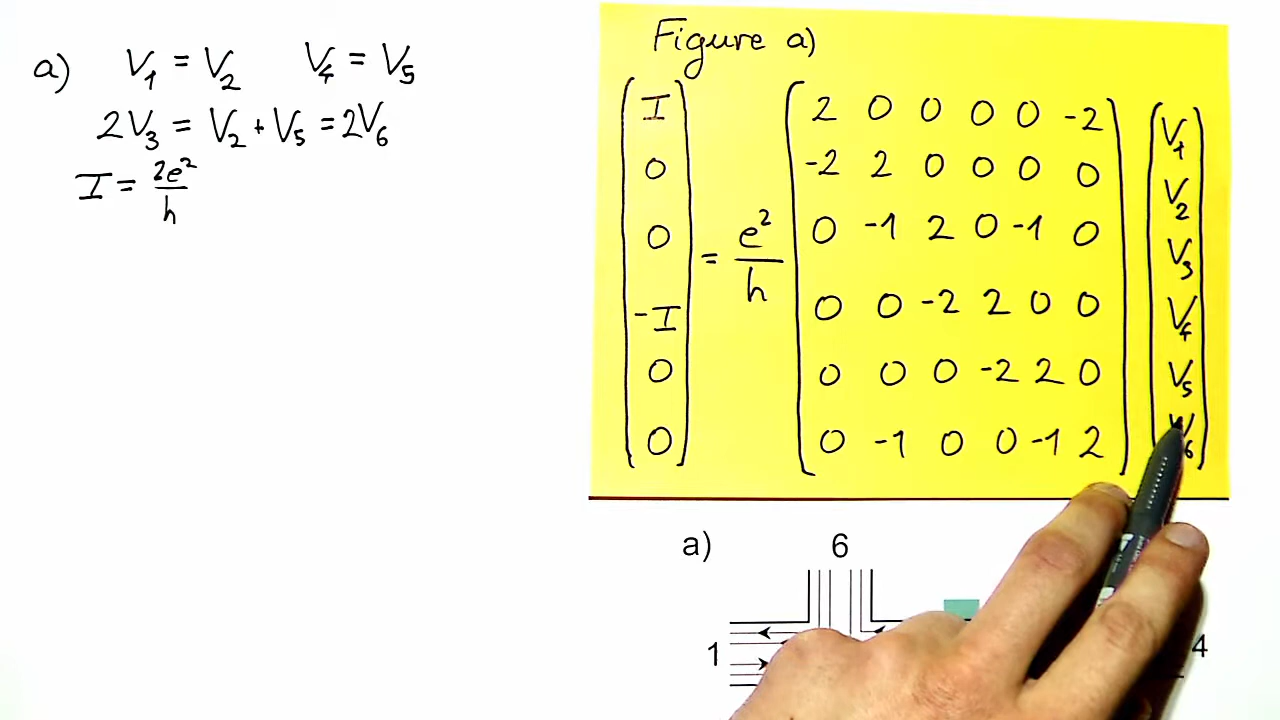 a) V₁ = V₂ V₄ = V₅
2V₃ = V₂ + V₅ = 2V₆
I = 2e²/h
Figure a)
(I) (2 0 0 0 0 -2) (V₁)
(0) (-2 2 0 0 0 0) (V₂)
(0) = e²/h (0 -1 2 0 -1 0) (V₃)
(-I) (0 0 -2 2 0 0) (V₄)
(0) (0 0 0 -2 2 0) (V₅)
(0) (0 -1 0 0 -1 2) (V₆)
a) 6
1 4